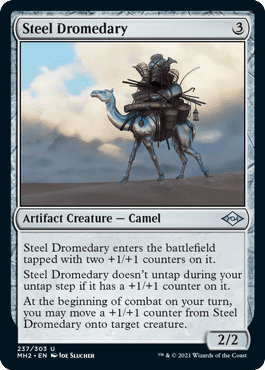 Steel Dromedary 3
Artifact Creature — Camel
Steel Dromedary enters the battlefield
tapped with two +1/+1 counters on it.
Steel Dromedary doesn't untap during your
untap step if it has a +1/+1 counter on it.
At the beginning of combat on your turn,
you may move a +1/+1 counter from Steel
Dromedary onto target creature.
2/2
237/303 U
MH2 • EN Joe Slucher
™ & © 2021 Wizards of the Coast